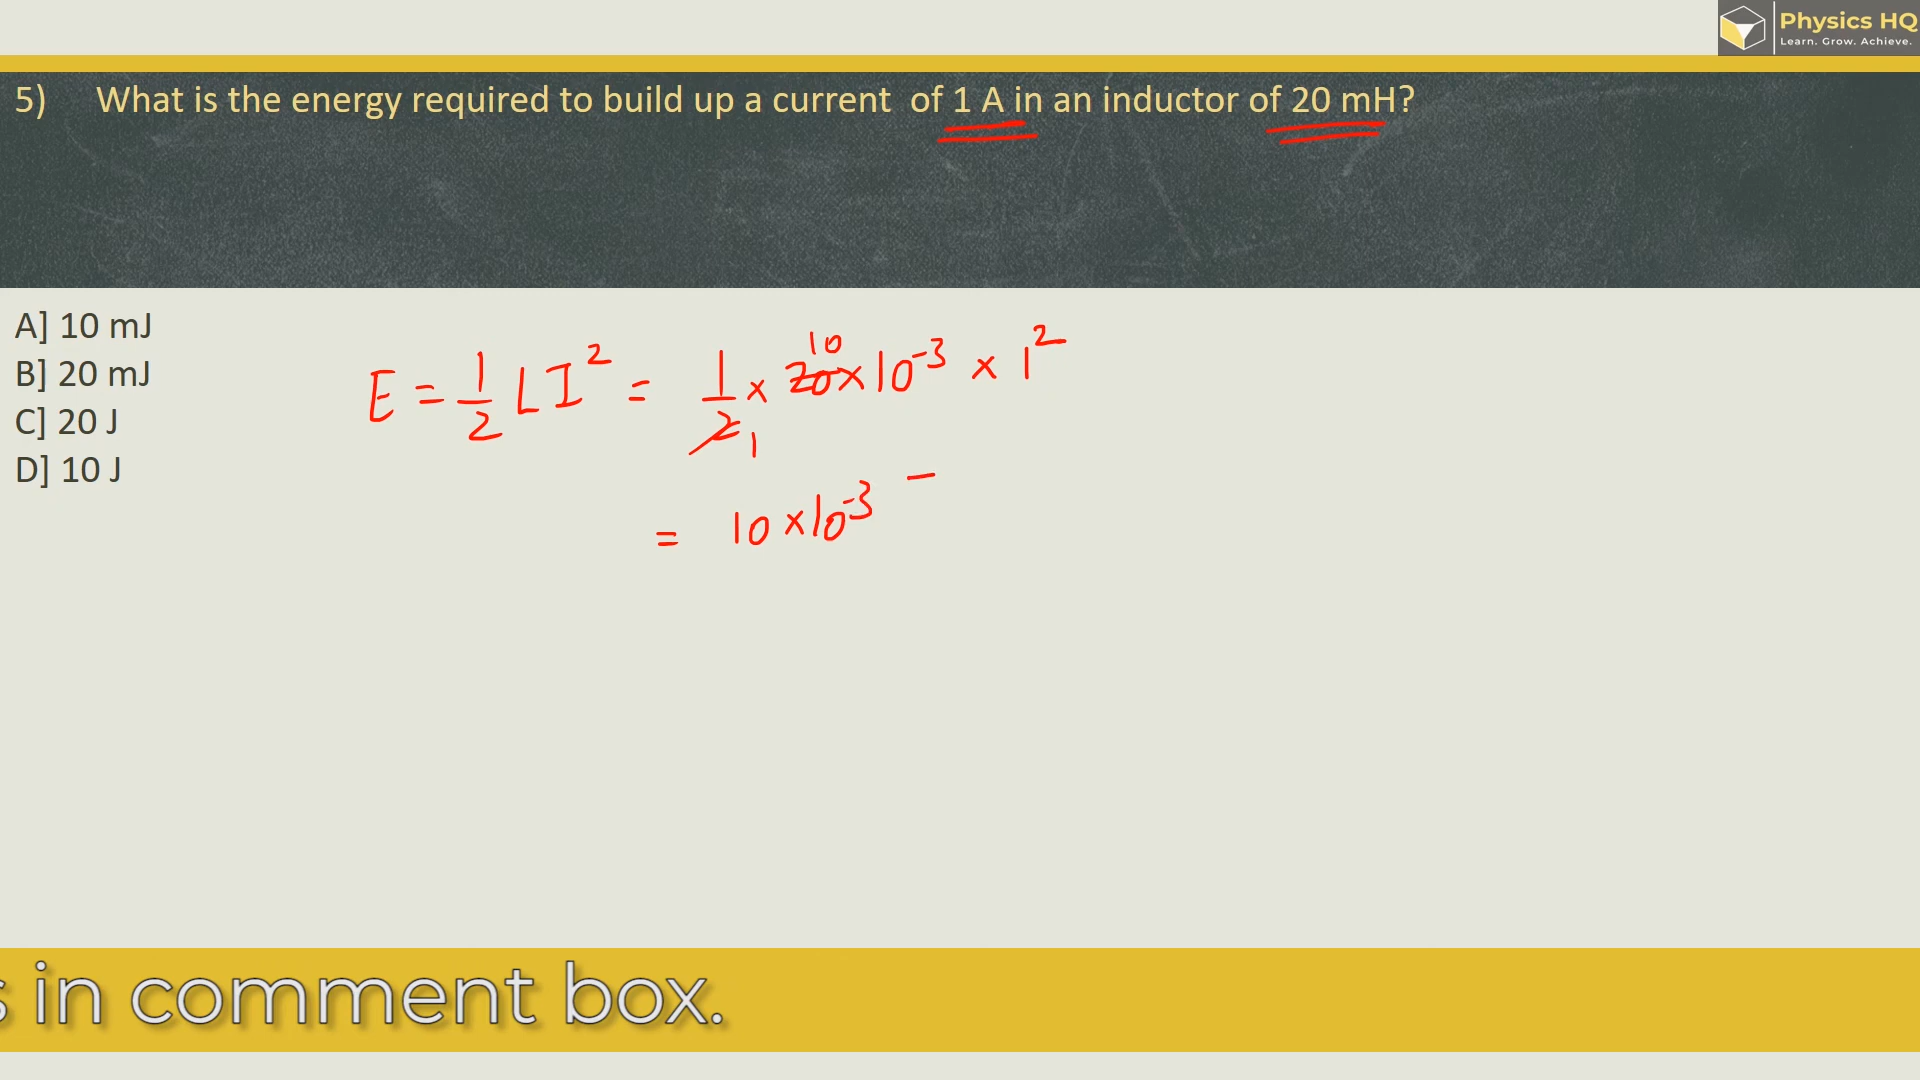 Physics HQ
Learn. Grow. Achieve.
5) What is the energy required to build up a current of 1 A in an inductor of 20 mH?
A] 10 mJ
B] 20 mJ
C] 20 J
D] 10 J
E = 1/2 LI² = 1/2 1 × 20 10 × 10⁻³ × 1²
= 10 × 10⁻³ –
in comment box.